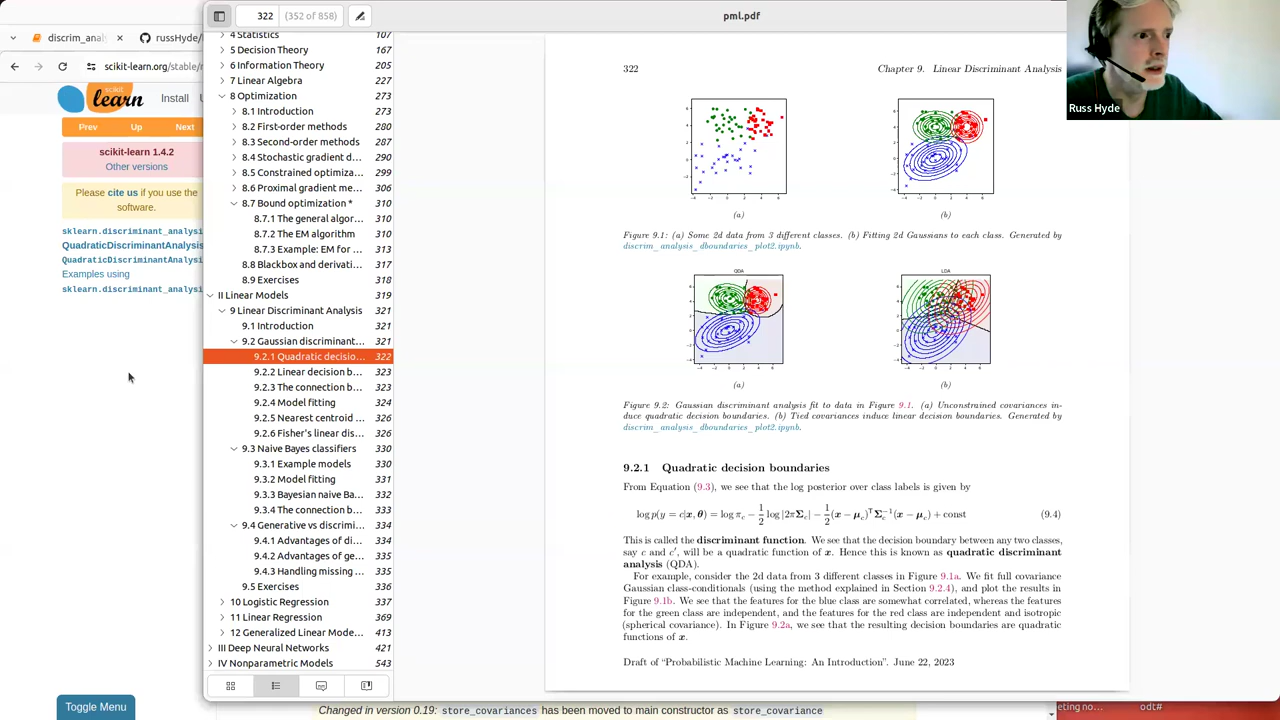 322
(352 of 858)
pml.pdf
discrim_anal
russHyde/
scikit-learn.org/stable/
Install
Prev
Up
Next
scikit-learn 1.4.2
Other versions
Please cite us if you use the
software.
sklearn.discriminant_analysi
QuadraticDiscriminantAnalysis
QuadraticDiscriminantAnalysis
Examples using
sklearn.discriminant_analysi
Toggle Menu
4 Statistics 107
5 Decision Theory 167
6 Information Theory 205
7 Linear Algebra 227
8 Optimization 273
8.1 Introduction 273
8.2 First-order methods 280
8.3 Second-order methods 287
8.4 Stochastic gradient d... 290
8.5 Constrained optimiza... 299
8.6 Proximal gradient me... 306
8.7 Bound optimization * 310
8.7.1 The general algor... 310
8.7.2 The EM algorithm 310
8.7.3 Example: EM for ... 313
8.8 Blackbox and derivati... 317
8.9 Exercises 318
II Linear Models 319
9 Linear Discriminant Analysis 321
9.1 Introduction 321
9.2 Gaussian discriminant... 321
9.2.1 Quadratic decisio... 322
9.2.2 Linear decision b... 323
9.2.3 The connection b... 323
9.2.4 Model fitting 324
9.2.5 Nearest centroid ... 326
9.2.6 Fisher's linear dis... 326
9.3 Naive Bayes classifiers 330
9.3.1 Example models 330
9.3.2 Model fitting 331
9.3.3 Bayesian naive Ba... 332
9.3.4 The connection b... 333
9.4 Generative vs discrimi... 334
9.4.1 Advantages of di... 334
9.4.2 Advantages of ge... 335
9.4.3 Handling missing ... 335
9.5 Exercises 336
10 Logistic Regression 337
11 Linear Regression 369
12 Generalized Linear Mode... 413
III Deep Neural Networks 421
IV Nonparametric Models 543
322 Chapter 9. Linear Discriminant Analysis
(a) (b)
Figure 9.1: (a) Some 2d data from 3 different classes. (b) Fitting 2d Gaussians to each class. Generated by
discrim_analysis_dboundaries_plot2.ipynb.
QDA LDA
(a) (b)
Figure 9.2: Gaussian discriminant analysis fit to data in Figure 9.1. (a) Unconstrained covariances in-
duce quadratic decision boundaries. (b) Tied covariances induce linear decision boundaries. Generated by
discrim_analysis_dboundaries_plot2.ipynb.
9.2.1 Quadratic decision boundaries
From Equation (9.3), we see that the log posterior over class labels is given by
log p(y = c|x, θ) = log π_c − 1/2 log |2πΣ_c| − 1/2 (x − μ_c)^T Σ_c^{−1} (x − μ_c) + const (9.4)
This is called the discriminant function. We see that the decision boundary between any two classes,
say c and c′, will be a quadratic function of x. Hence this is known as quadratic discriminant
analysis (QDA).
For example, consider the 2d data from 3 different classes in Figure 9.1a. We fit full covariance
Gaussian class-conditionals (using the method explained in Section 9.2.4), and plot the results in
Figure 9.1b. We see that the features for the blue class are somewhat correlated, whereas the features
for the green class are independent, and the features for the red class are independent and isotropic
(spherical covariance). In Figure 9.2a, we see that the resulting decision boundaries are quadratic
functions of x.
Draft of "Probabilistic Machine Learning: An Introduction". June 22, 2023
Changed in version 0.19: store_covariances has been moved to main constructor as store_covariance
eting no... odt#
Russ Hyde
scikit
learn